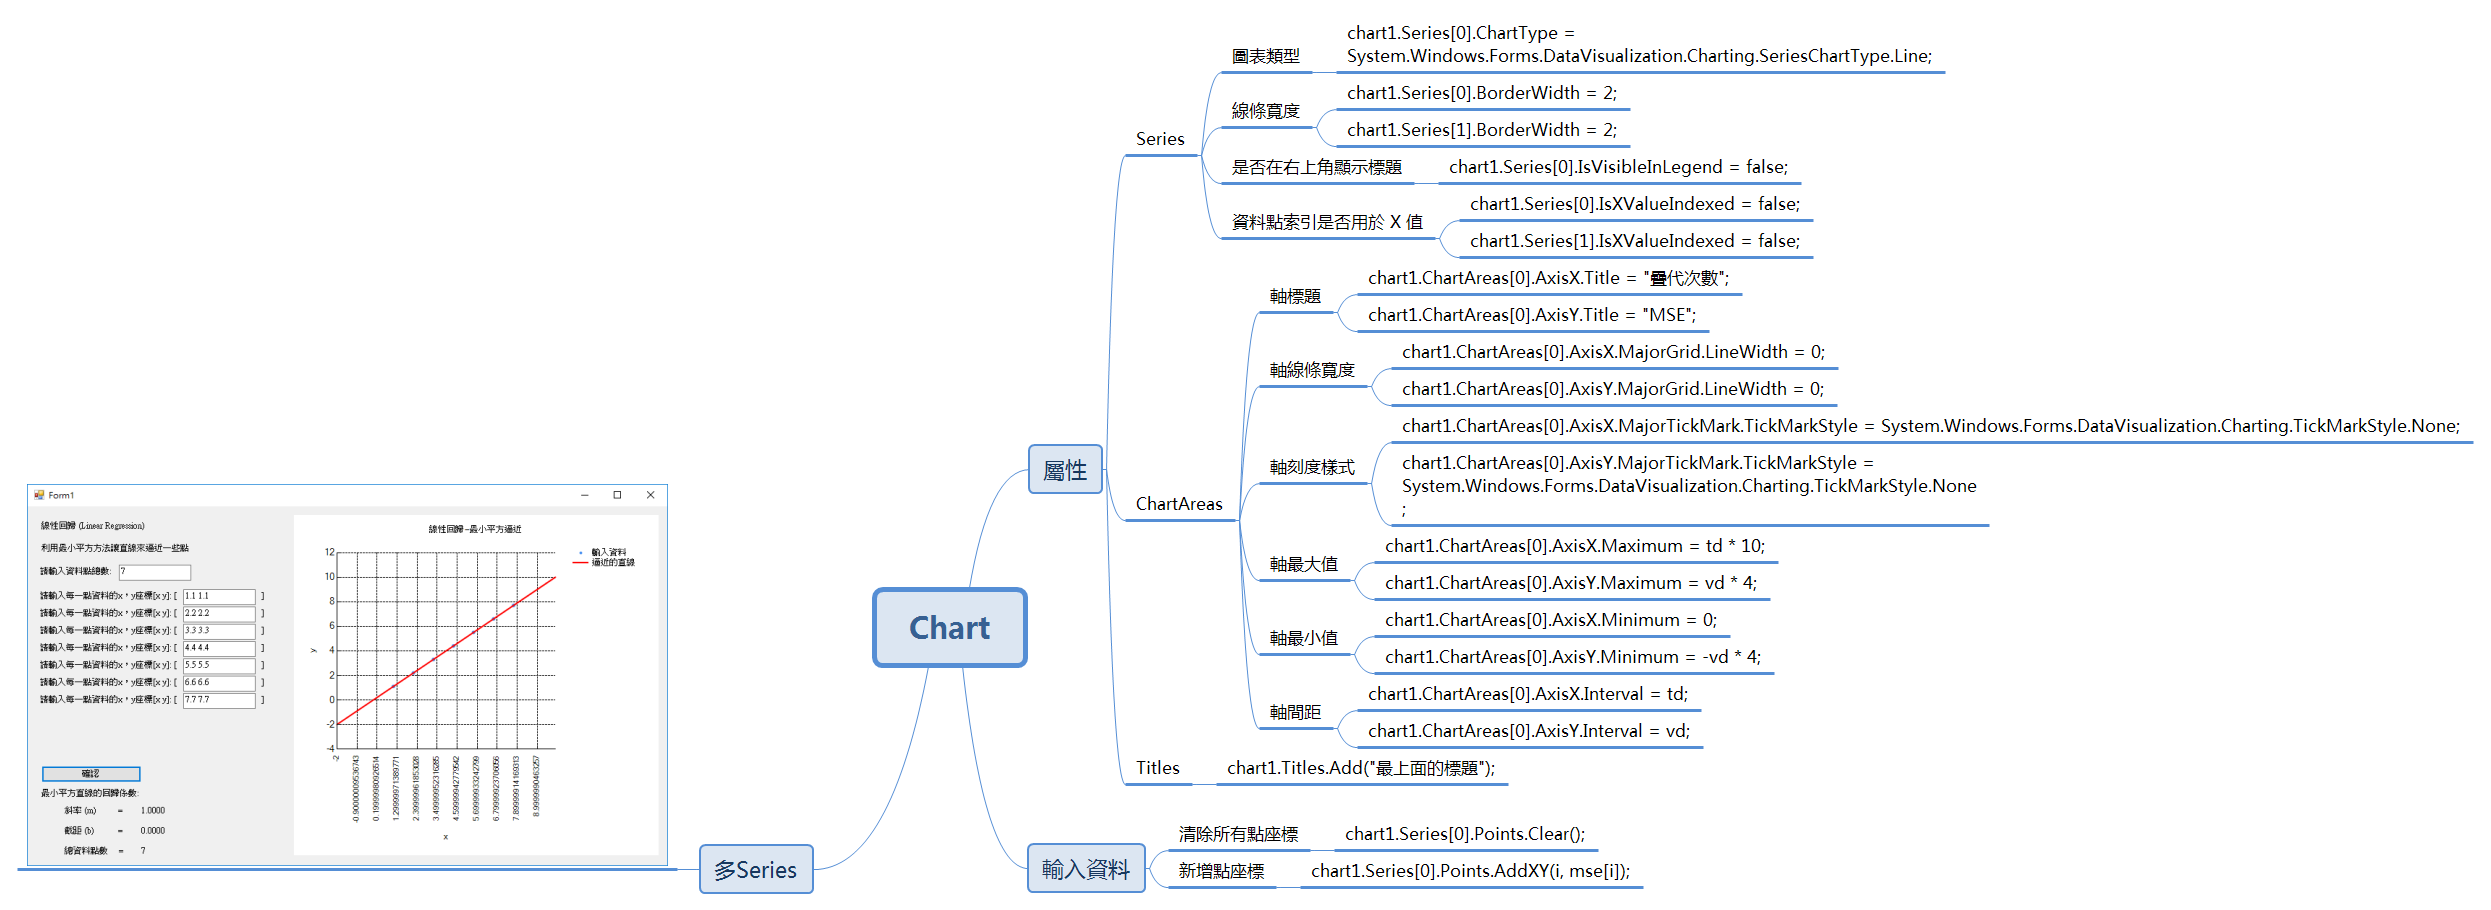 Chart
屬性
Series
圖表類型
chart1.Series[0].ChartType =
System.Windows.Forms.DataVisualization.Charting.SeriesChartType.Line;
線條寬度
chart1.Series[0].BorderWidth = 2;
chart1.Series[1].BorderWidth = 2;
是否在右上角顯示標題
chart1.Series[0].IsVisibleInLegend = false;
資料點索引是否用於 X 值
chart1.Series[0].IsXValueIndexed = false;
chart1.Series[1].IsXValueIndexed = false;
ChartAreas
軸標題
chart1.ChartAreas[0].AxisX.Title = "疊代次數";
chart1.ChartAreas[0].AxisY.Title = "MSE";
軸線條寬度
chart1.ChartAreas[0].AxisX.MajorGrid.LineWidth = 0;
chart1.ChartAreas[0].AxisY.MajorGrid.LineWidth = 0;
軸刻度樣式
chart1.ChartAreas[0].AxisX.MajorTickMark.TickMarkStyle = System.Windows.Forms.DataVisualization.Charting.TickMarkStyle.None;
chart1.ChartAreas[0].AxisY.MajorTickMark.TickMarkStyle =
System.Windows.Forms.DataVisualization.Charting.TickMarkStyle.None
;
軸最大值
chart1.ChartAreas[0].AxisX.Maximum = td * 10;
chart1.ChartAreas[0].AxisY.Maximum = vd * 4;
軸最小值
chart1.ChartAreas[0].AxisX.Minimum = 0;
chart1.ChartAreas[0].AxisY.Minimum = -vd * 4;
軸間距
chart1.ChartAreas[0].AxisX.Interval = td;
chart1.ChartAreas[0].AxisY.Interval = vd;
Titles
chart1.Titles.Add("最上面的標題");
輸入資料
清除所有點座標
chart1.Series[0].Points.Clear();
新增點座標
chart1.Series[0].Points.AddXY(i, mse[i]);
多Series
Form1
線性回歸 (Linear Regression)
利用最小平方方法讓直線來逼近一些點
請輸入資料點總數: 7
請輸入每一點資料的x，y座標[x y]: [ 1.1 1.1 ]
請輸入每一點資料的x，y座標[x y]: [ 2.2 2.2 ]
請輸入每一點資料的x，y座標[x y]: [ 3.3 3.3 ]
請輸入每一點資料的x，y座標[x y]: [ 4.4 4.4 ]
請輸入每一點資料的x，y座標[x y]: [ 5.5 5.5 ]
請輸入每一點資料的x，y座標[x y]: [ 6.6 6.6 ]
請輸入每一點資料的x，y座標[x y]: [ 7.7 7.7 ]
確認
最小平方直線的回歸係數:
斜率 (m) = 1.0000
截距 (b) = 0.0000
總資料點數 = 7
線性回歸-最小平方逼近
輸入資料
逼近的直線
12
10
8
6
4
2
0
-2
-4
y
-2
x